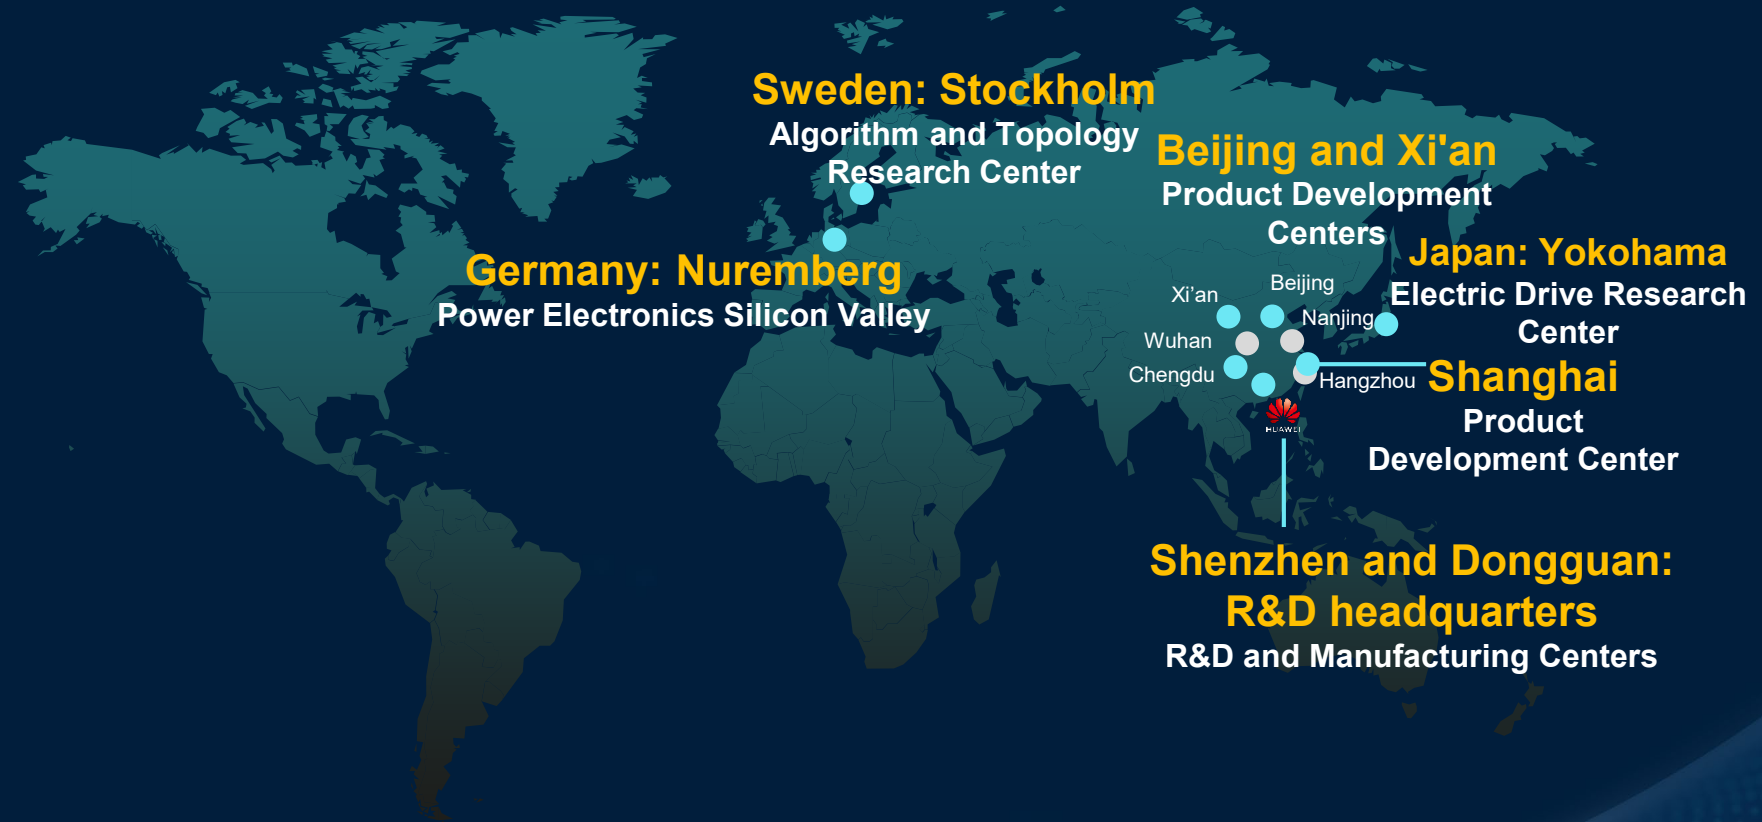 Sweden: Stockholm
Algorithm and Topology
Research Center
Beijing and Xi'an
Product Development
Centers
Germany: Nuremberg
Power Electronics Silicon Valley
Japan: Yokohama
Electric Drive Research
Center
Xi’an
Beijing
Nanjing
Wuhan
Chengdu
Hangzhou
Shanghai
Product
Development Center
HUAWEI
Shenzhen and Dongguan:
R&D headquarters
R&D and Manufacturing Centers